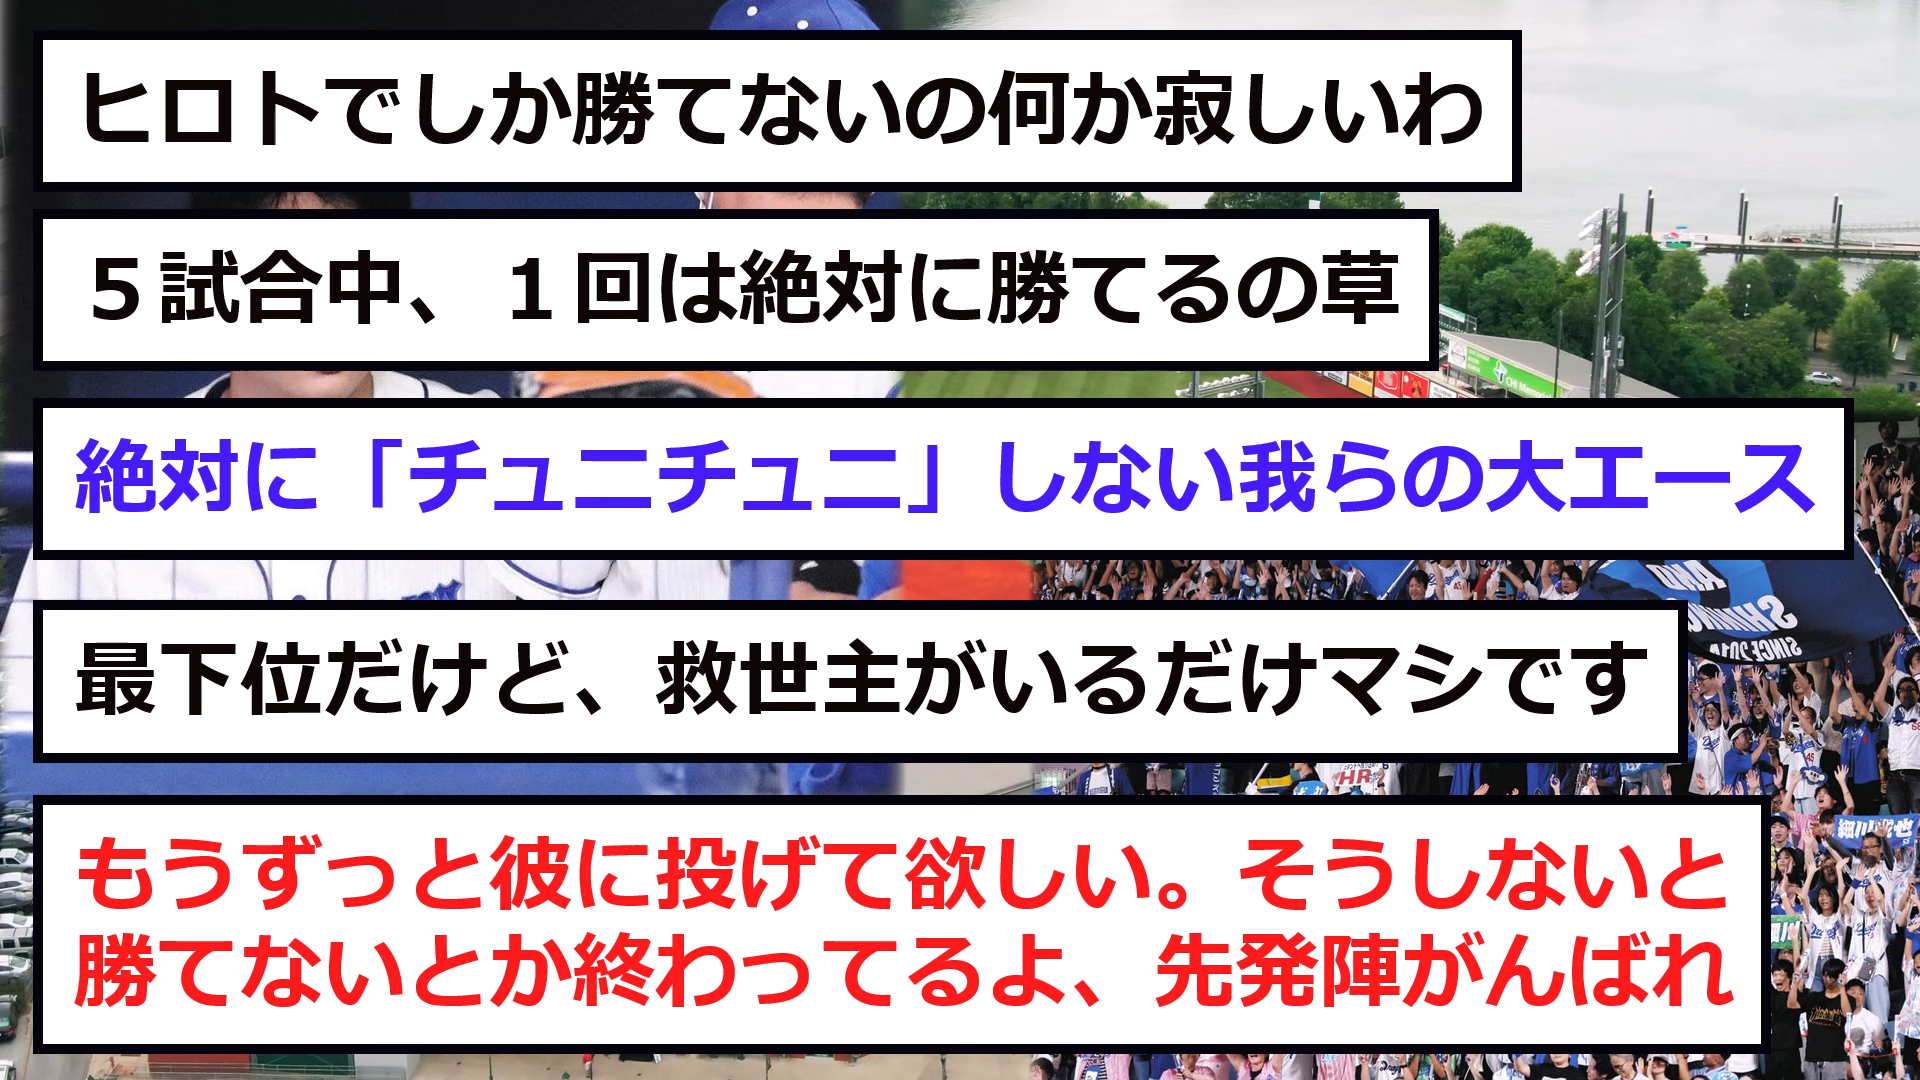 ヒロトでしか勝てないの何か寂しいわ
５試合中、１回は絶対に勝てるの草
絶対に「チュニチュニ」しない我らの大エース
最下位だけど、救世主がいるだけマシです
もうずっと彼に投げて欲しい。そうしないと
勝てないとか終わってるよ、先発陣がんばれ
CHI Memorial
AND
SHINING
HR